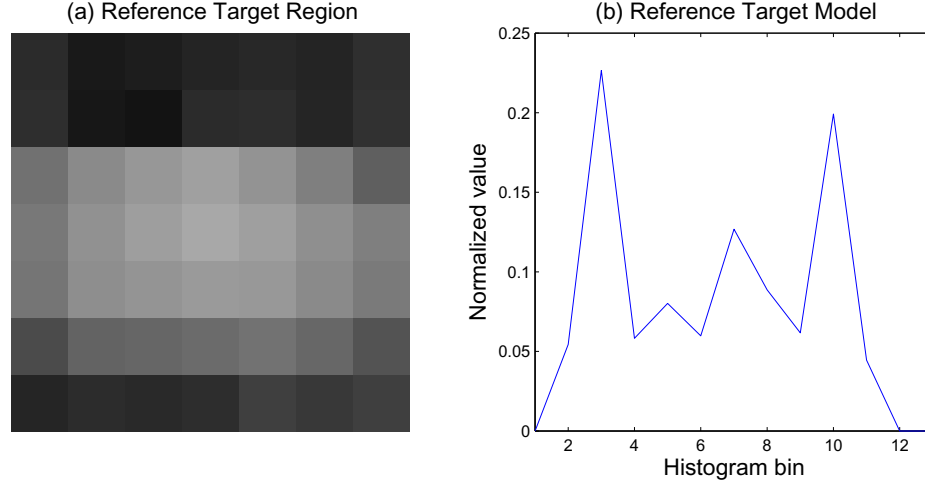 (a) Reference Target Region
(b) Reference Target Model
0.25
0.2
0.15
0.1
0.05
0
Normalized value
2 4 6 8 10 12
Histogram bin